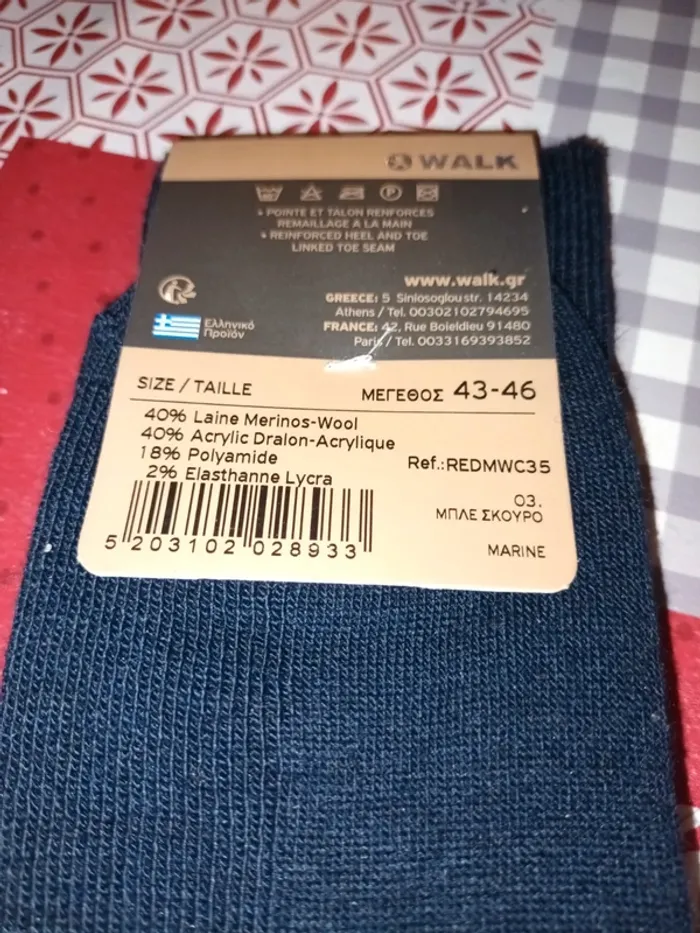 WALK
• POINTE ET TALON RENFORCES
REMAILLAGE A LA MAIN
• REINFORCED HEEL AND TOE
LINKED TOE SEAM
www.walk.gr
GREECE: 5 Siniosoglou str. 14234
Athens / Tel. 00302102794695
FRANCE: 42, Rue Boieldieu 91480
Paris / Tel. 0033169393852
Ελληνικό
Προϊόν
SIZE / TAILLE
ΜΕΓΕΘΟΣ 43-46
40% Laine Merinos-Wool
40% Acrylic Dralon-Acrylique
18% Polyamide
2% Elasthanne Lycra
Ref.:REDMWC35
03.
ΜΠΛΕ ΣΚΟΥΡΟ
MARINE
5 203102 028933